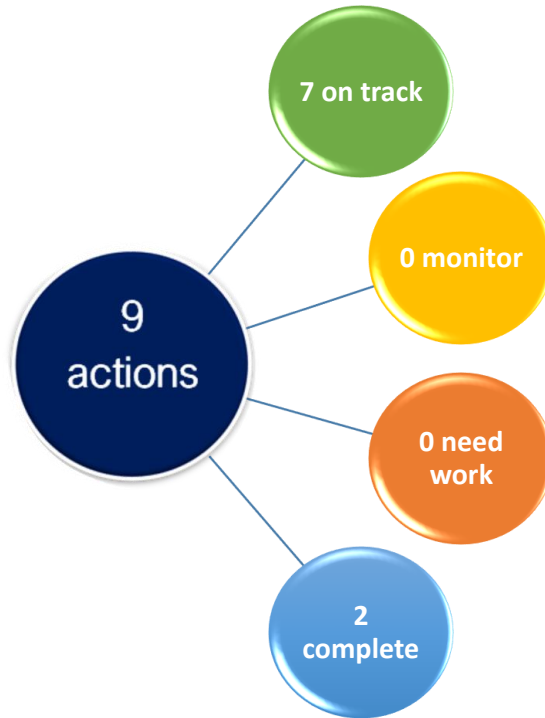 7 on track
0 monitor
9
actions
0 need
work
2
complete